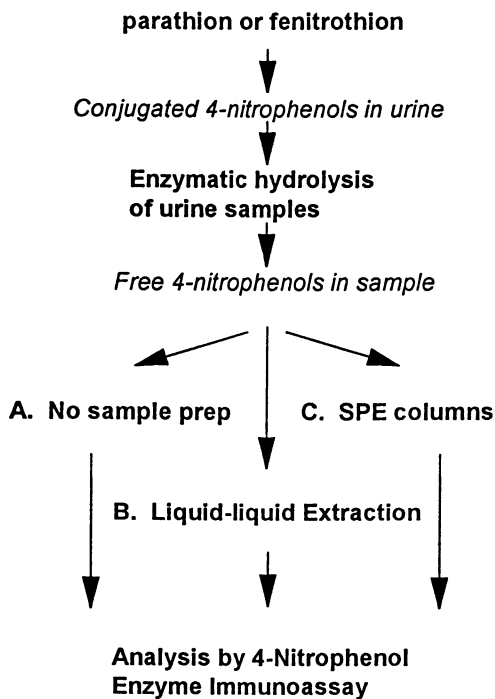 parathion or fenitrothion
Conjugated 4-nitrophenols in urine
Enzymatic hydrolysis
of urine samples
Free 4-nitrophenols in sample
A. No sample prep
C. SPE columns
B. Liquid-liquid Extraction
Analysis by 4-Nitrophenol
Enzyme Immunoassay